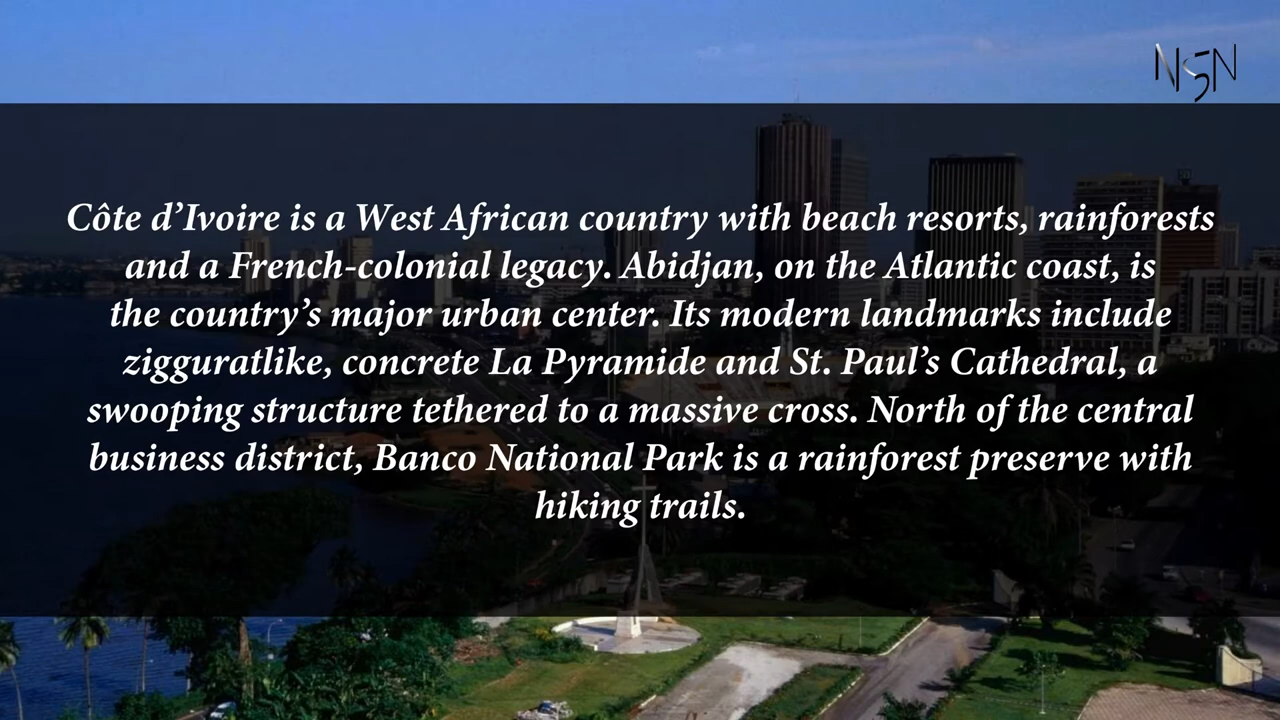 NSN
Côte d’Ivoire is a West African country with beach resorts, rainforests
and a French-colonial legacy. Abidjan, on the Atlantic coast, is
the country’s major urban center. Its modern landmarks include
zigguratlike, concrete La Pyramide and St. Paul’s Cathedral, a
swooping structure tethered to a massive cross. North of the central
business district, Banco National Park is a rainforest preserve with
hiking trails.